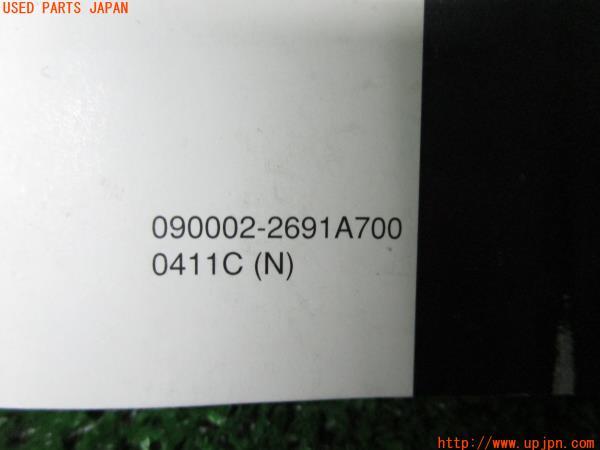 USED PARTS JAPAN
090002-2691A700
0411C (N)
http://www.upjpn.com